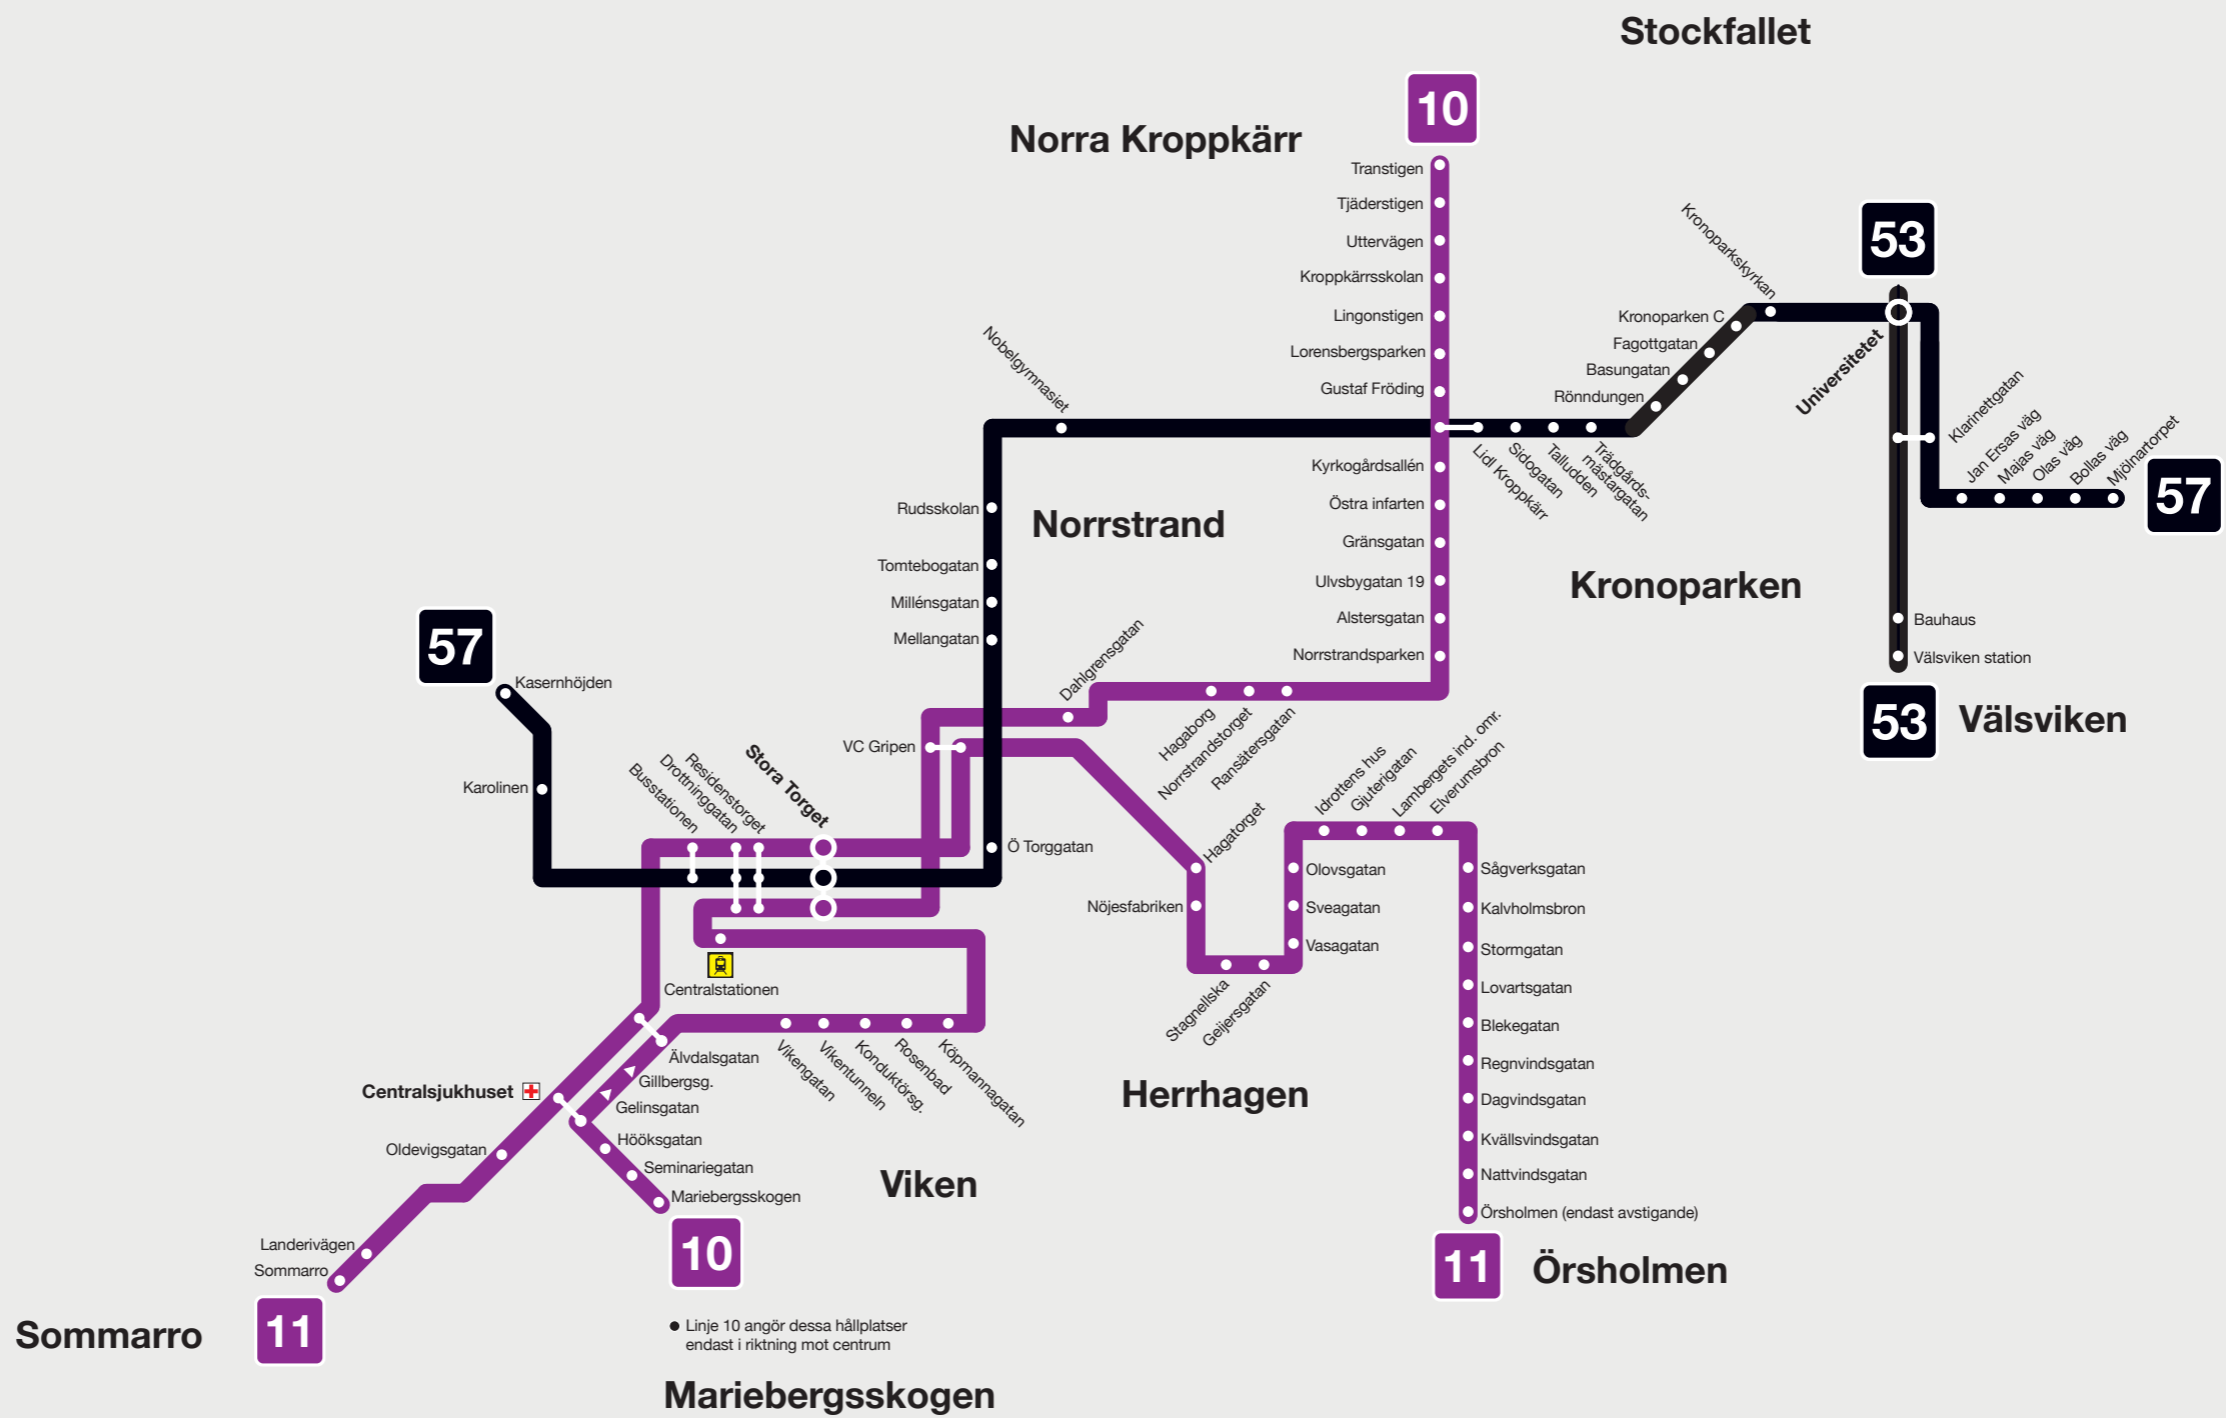 Stockfallet
10
Norra Kroppkärr
Transtigen
Tjäderstigen
Uttervägen
Kroppkärrsskolan
Lingonstigen
Lorensbergsparken
Gustaf Fröding
Kyrkogårdsallén
Östra infarten
Gränsgatan
Ulvsbygatan 19
Alstersgatan
Norrstrandsparken
53
Kronoparkskyrkan
Kronoparken C
Fagottgatan
Basungatan
Rönndungen
Universitetet
Klarinettgatan
Jan Ersas väg
Majas väg
Olas väg
Bollas väg
Mjölnartorpet
57
Lidl Kroppkärr
Sidogatan
Talludden
Trädgårds-
mästargatan
Nobelgymnasiet
Rudsskolan
Norrstrand
Tomtebogatan
Millénsgatan
Mellangatan
Kronoparken
Bauhaus
Välsviken station
53
Välsviken
57
Kasernhöjden
Karolinen
Busstationen
Drottninggatan
Residenstorget
Stora Torget
VC Gripen
Dahlgrensgatan
Hagaborg
Norrstrandstorget
Ransätersgatan
Ö Torggatan
Hagatorget
Nöjesfabriken
Idrottens hus
Gjuterigatan
Lambergets ind. omr.
Elverumsbron
Olovsgatan
Sveagatan
Vasagatan
Stagnellska
Geijersgatan
Sågverksgatan
Kalvholmsbron
Stormgatan
Lovartsgatan
Blekegatan
Regnvindsgatan
Dagvindsgatan
Kvällsvindsgatan
Nattvindsgatan
Örsholmen (endast avstigande)
11
Örsholmen
Herrhagen
Centralstationen
Älvdalsgatan
Gillbergsg.
Gelinsgatan
Vikengatan
Vikentunneln
Konduktörsg.
Rosenbad
Köpmannagatan
Centralsjukhuset
Hööksgatan
Seminariegatan
Mariebergsskogen
Oldevigsgatan
Viken
10
Landerivägen
Sommarro
11
Sommarro
● Linje 10 angör dessa hållplatser
endast i riktning mot centrum
Mariebergsskogen